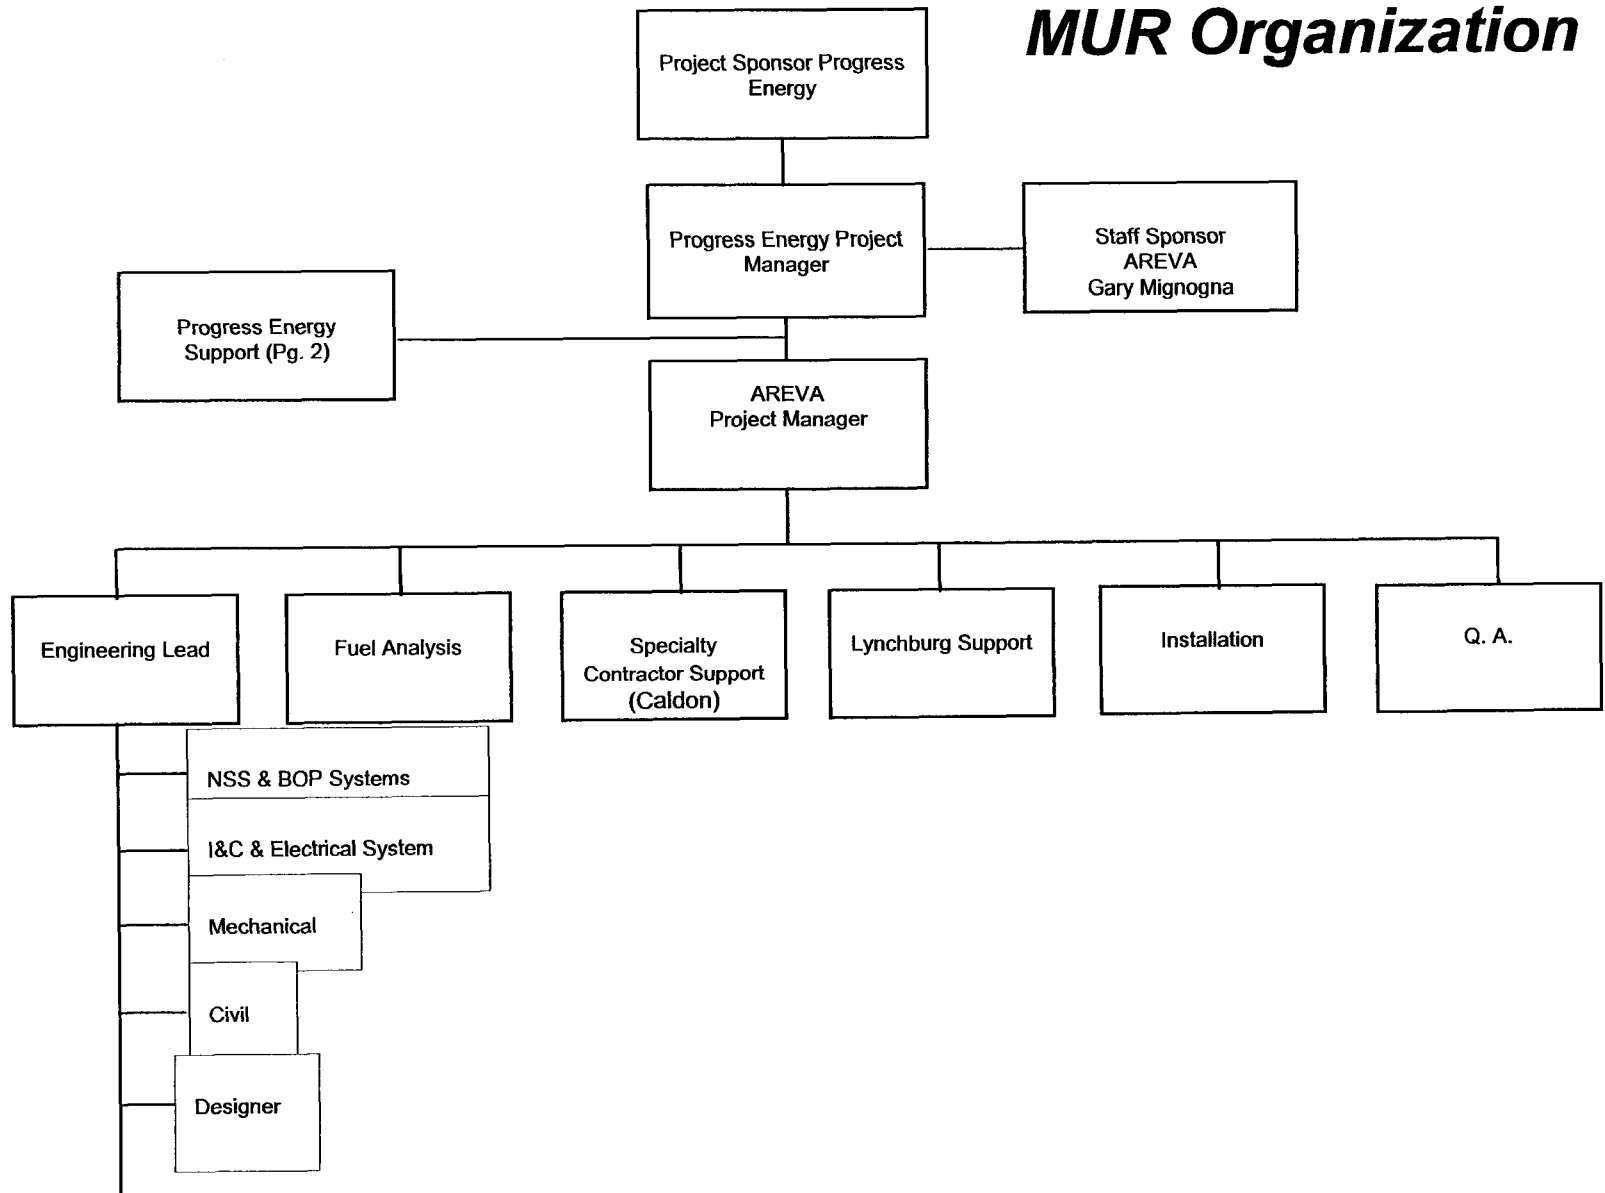 MUR Organization
Project Sponsor Progress
Energy
Progress Energy Project
Manager
Staff Sponsor
AREVA
Gary Mignogna
Progress Energy
Support (Pg. 2)
AREVA
Project Manager
Engineering Lead
Fuel Analysis
Specialty
Contractor Support
(Caldon)
Lynchburg Support
Installation
Q. A.
NSS & BOP Systems
I&C & Electrical System
Mechanical
Civil
Designer